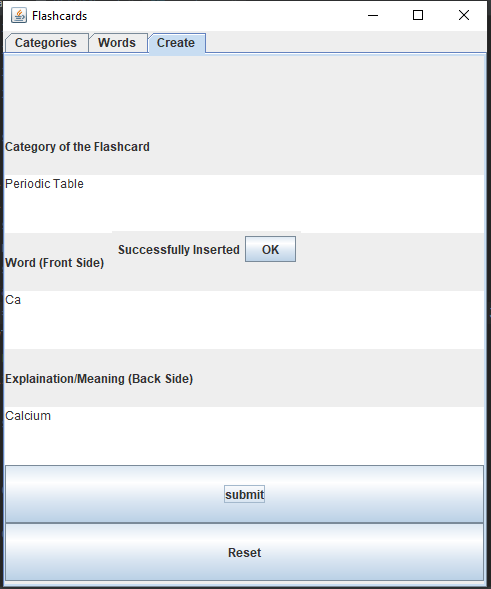 Flashcards
Categories Words Create
Category of the Flashcard
Periodic Table
Successfully Inserted OK
Word (Front Side)
Ca
Explaination/Meaning (Back Side)
Calcium
submit
Reset